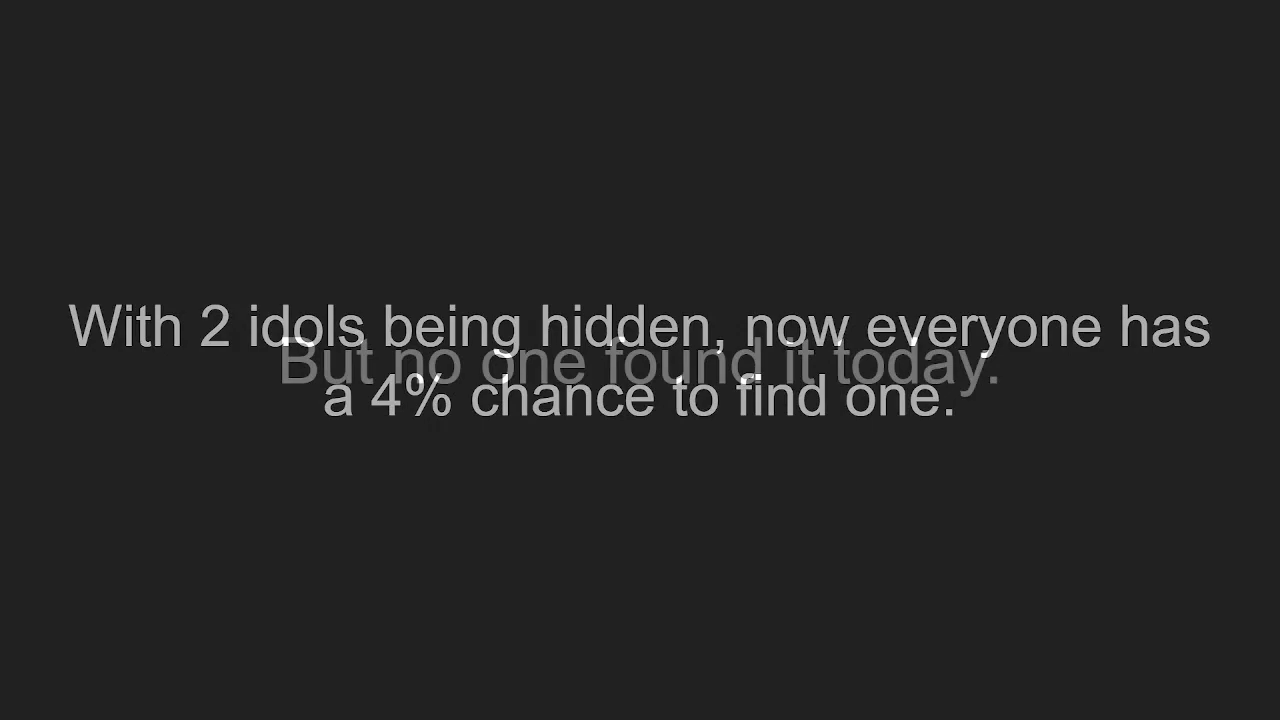 With 2 idols being hidden, now everyone has
But no one found it today.
a 4% chance to find one.